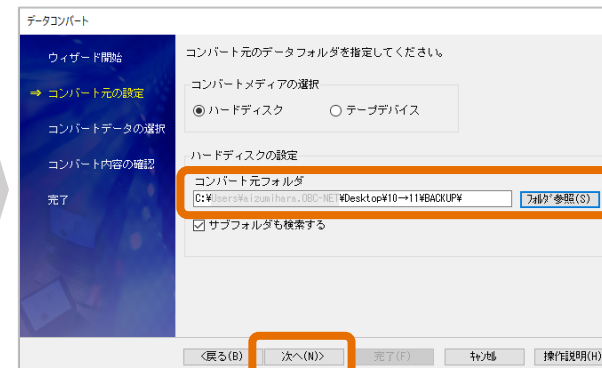 データコンバート
ウィザード開始
⇒ コンバート元の設定
コンバートデータの選択
コンバート内容の確認
完了
コンバート元のデータフォルダを指定してください。
コンバートメディアの選択
ハードディスク
テープデバイス
ハードディスクの設定
コンバート元フォルダ
C:¥Users¥aizumihara.OBC-NET¥Desktop¥10→11¥BACKUP¥
ﾌｫﾙﾀﾞ参照(S)
サブフォルダも検索する
<戻る(B)
次へ(N)>
完了(F)
ｷｬﾝｾﾙ
操作説明(H)